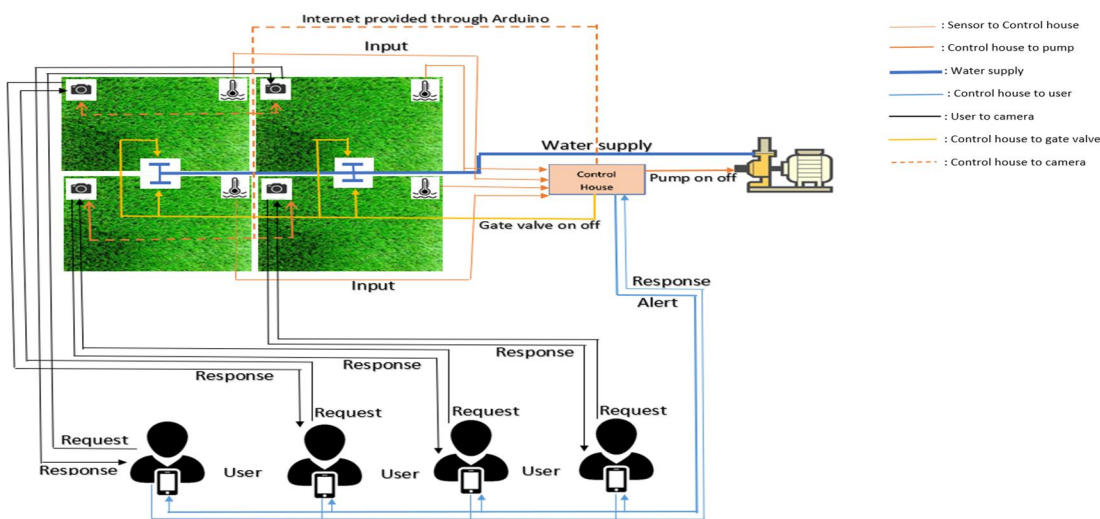 Internet provided through Arduino
Input
Water supply
Control
House
Pump on off
Gate valve on off
Input
Response
Alert
Response
Response
Response
Request
Request
Request
Request
Response
User
User
User
: Sensor to Control house
: Control house to pump
: Water supply
: Control house to user
: User to camera
: Control house to gate valve
: Control house to camera